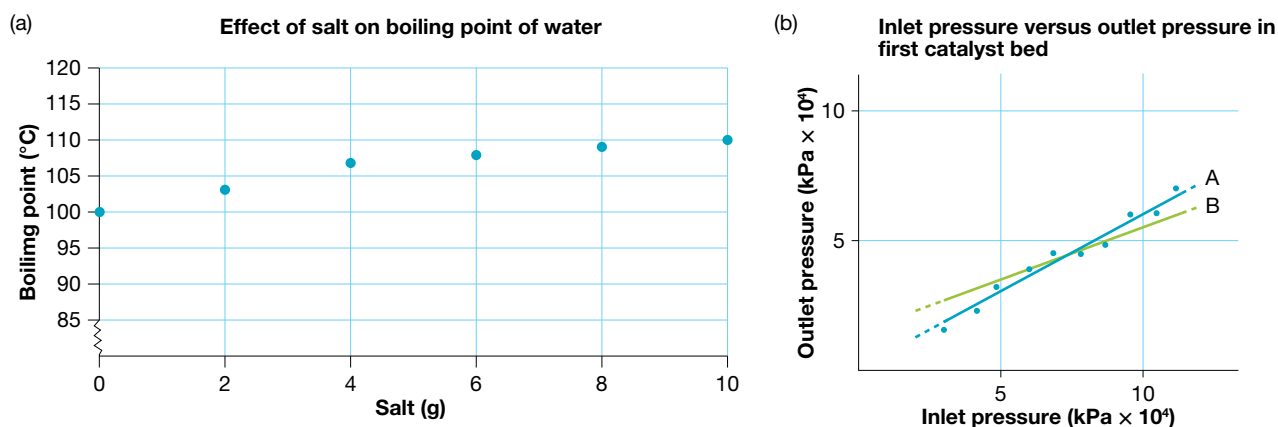 (a)
Effect of salt on boiling point of water
120
115
110
105
100
95
90
85
Boilimg point (°C)
0
2
4
6
8
10
Salt (g)
(b)
Inlet pressure versus outlet pressure in
first catalyst bed
10
5
Outlet pressure (kPa × 10⁴)
A
B
5
10
Inlet pressure (kPa × 10⁴)